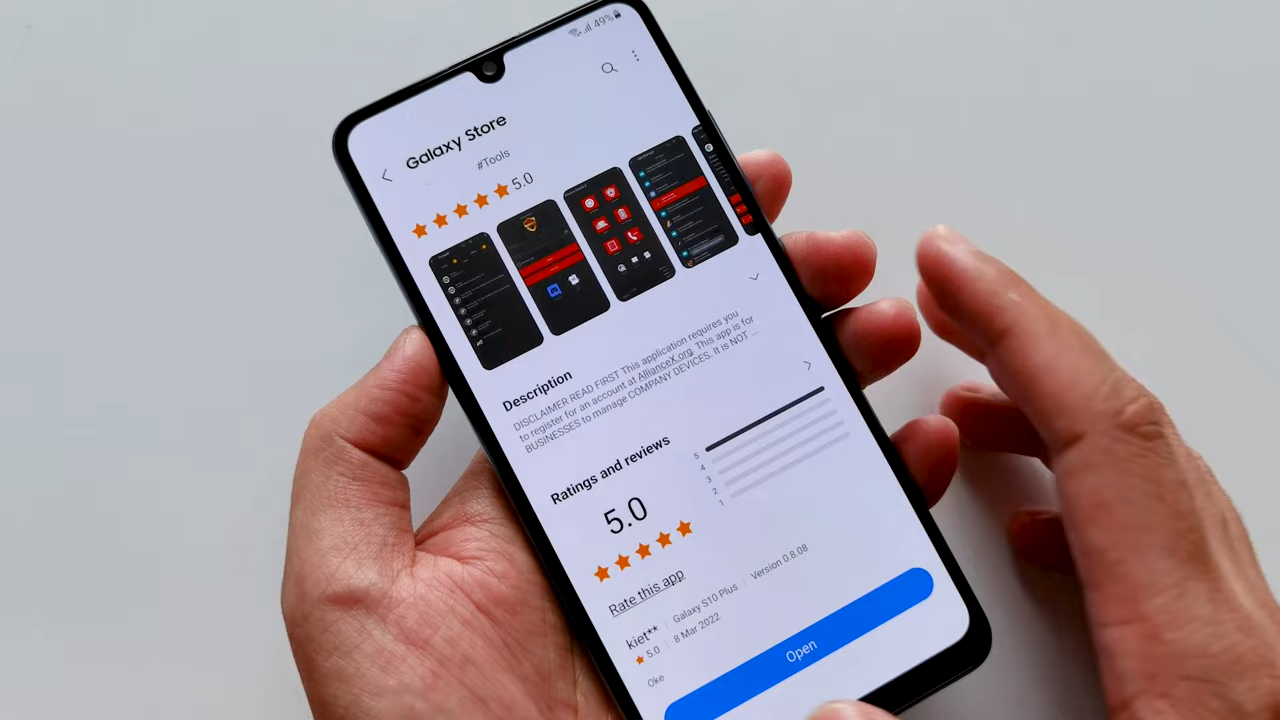 49%
Galaxy Store
#Tools
5.0
Description
DISCLAIMER READ FIRST This application requires you
to register for an account at AllianceX.org. This app is for
BUSINESSES to manage COMPANY DEVICES. It is NOT ...
Ratings and reviews
5.0
5
4
3
2
1
Rate this app
kiet** Galaxy S10 Plus Version 0.8.08
5.0 8 Mar 2022
Oke
Open